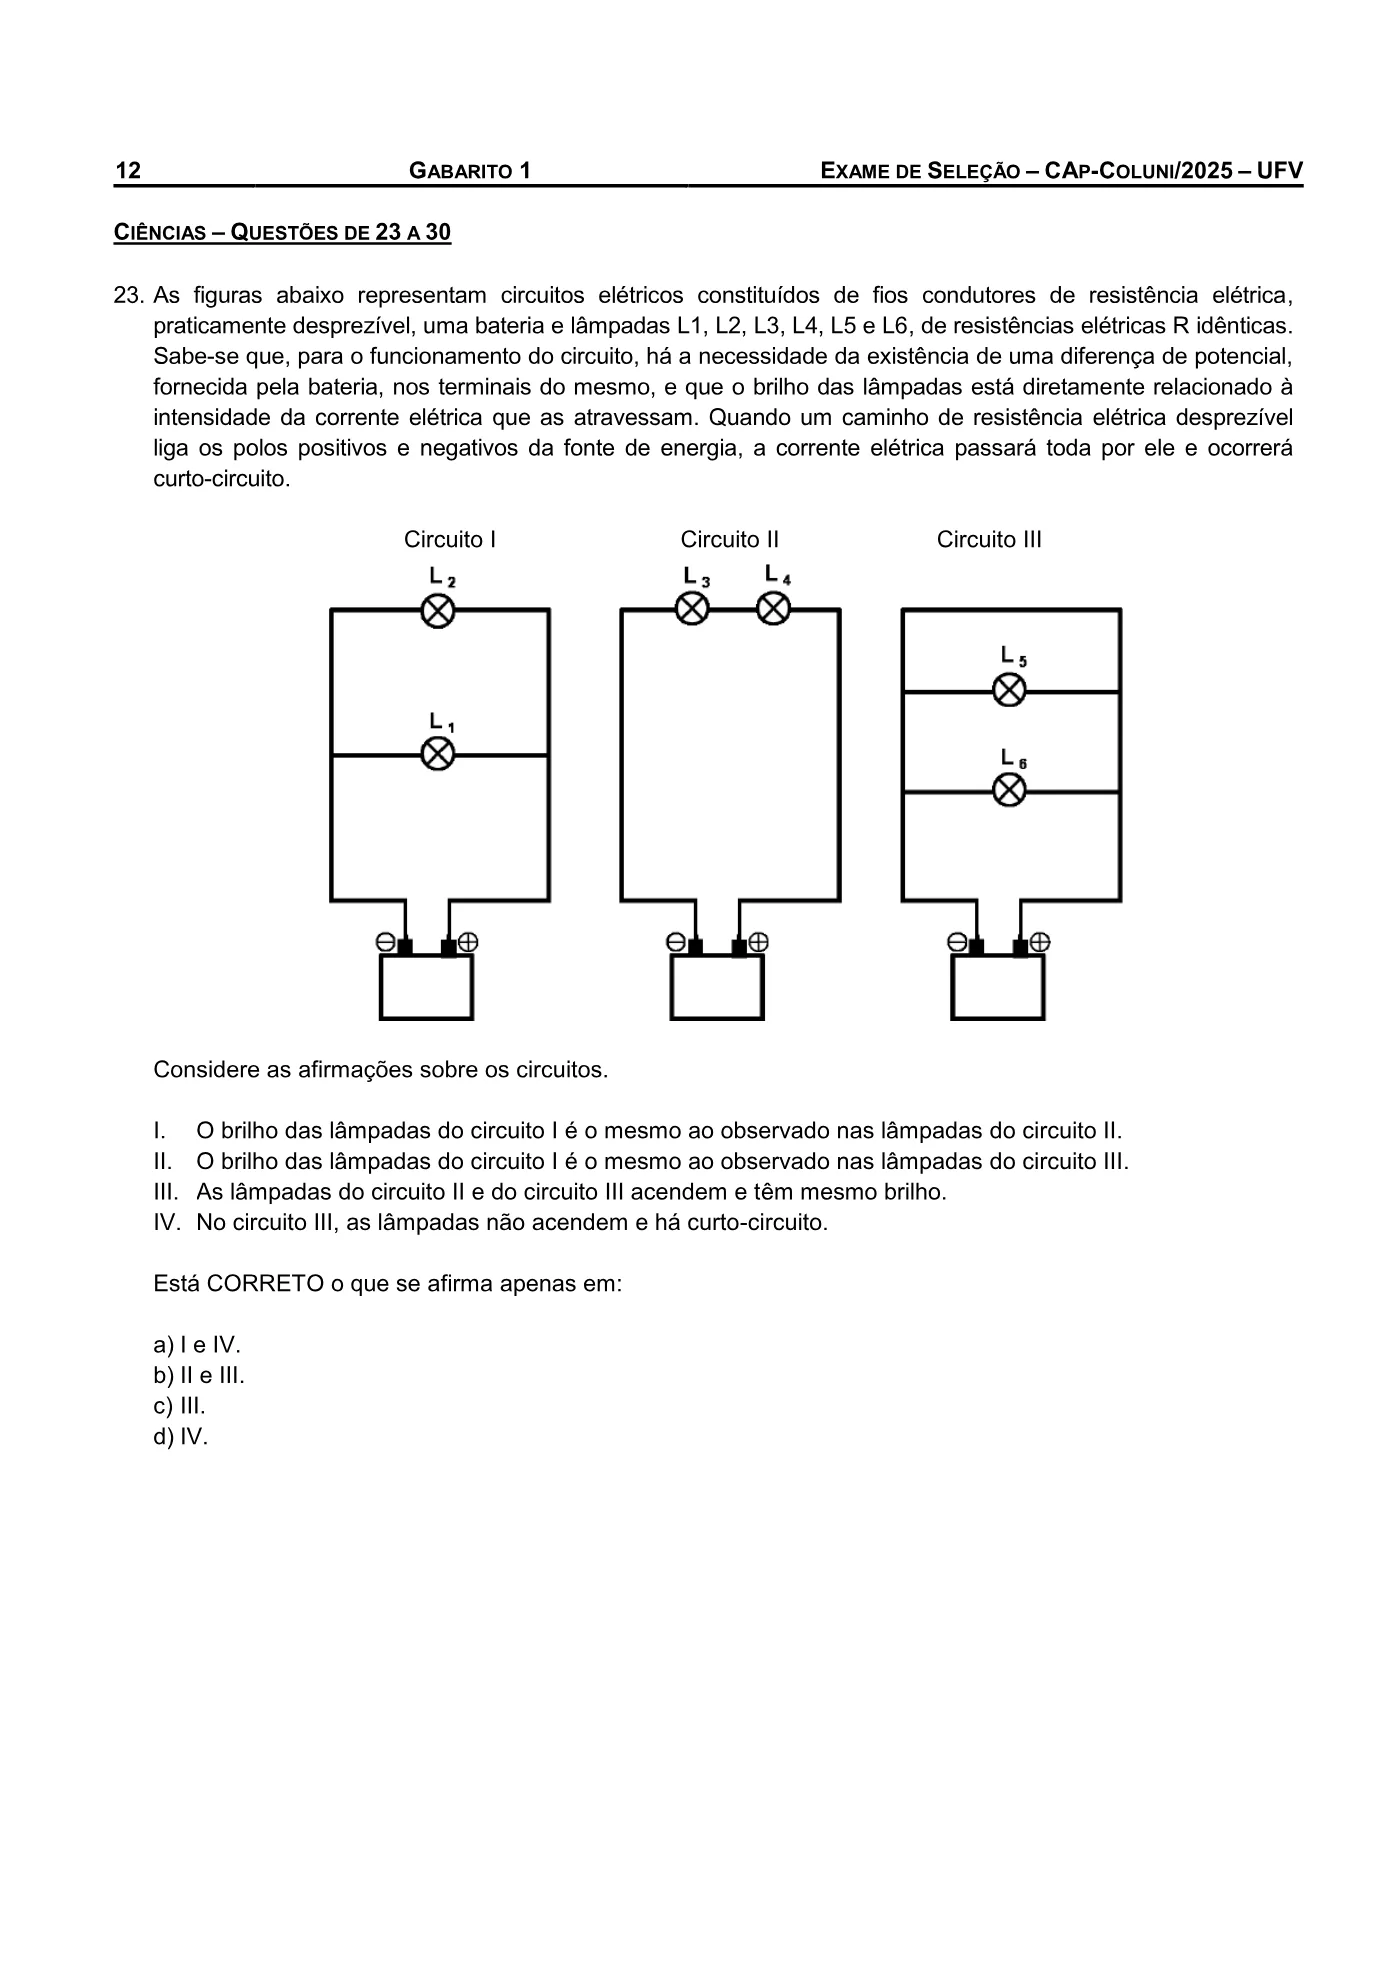 12 GABARITO 1 EXAME DE SELEÇÃO – CAP-COLUNI/2025 – UFV
CIÊNCIAS – QUESTÕES DE 23 A 30
23. As figuras abaixo representam circuitos elétricos constituídos de fios condutores de resistência elétrica,
praticamente desprezível, uma bateria e lâmpadas L1, L2, L3, L4, L5 e L6, de resistências elétricas R idênticas.
Sabe-se que, para o funcionamento do circuito, há a necessidade da existência de uma diferença de potencial,
fornecida pela bateria, nos terminais do mesmo, e que o brilho das lâmpadas está diretamente relacionado à
intensidade da corrente elétrica que as atravessam. Quando um caminho de resistência elétrica desprezível
liga os polos positivos e negativos da fonte de energia, a corrente elétrica passará toda por ele e ocorrerá
curto-circuito.
Circuito I Circuito II Circuito III
L 2 L 3 L 4
L 5
L 1
L 6
⊖ ⊕ ⊖ ⊕ ⊖ ⊕
Considere as afirmações sobre os circuitos.
I. O brilho das lâmpadas do circuito I é o mesmo ao observado nas lâmpadas do circuito II.
II. O brilho das lâmpadas do circuito I é o mesmo ao observado nas lâmpadas do circuito III.
III. As lâmpadas do circuito II e do circuito III acendem e têm mesmo brilho.
IV. No circuito III, as lâmpadas não acendem e há curto-circuito.
Está CORRETO o que se afirma apenas em:
a) I e IV.
b) II e III.
c) III.
d) IV.